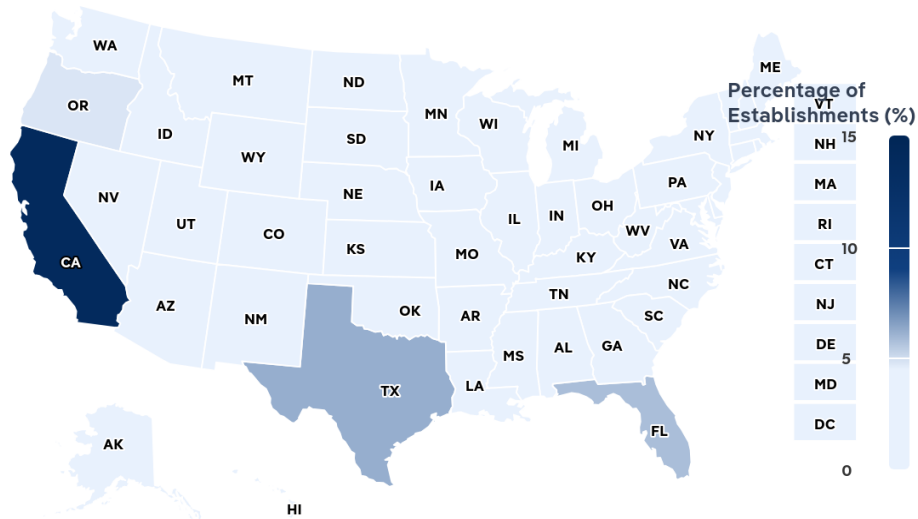 WA
MT
ND
MN
ME
OR
ID
SD
WI
MI
NY
WY
NV
UT
CO
NE
IA
IL
IN
OH
PA
WV
VA
KS
MO
KY
CA
AZ
NM
OK
AR
TN
NC
SC
MS
AL
GA
LA
TX
FL
AK
HI
Percentage of
Establishments (%)
VT
NH
MA
RI
CT
NJ
DE
MD
DC
15
10
5
0